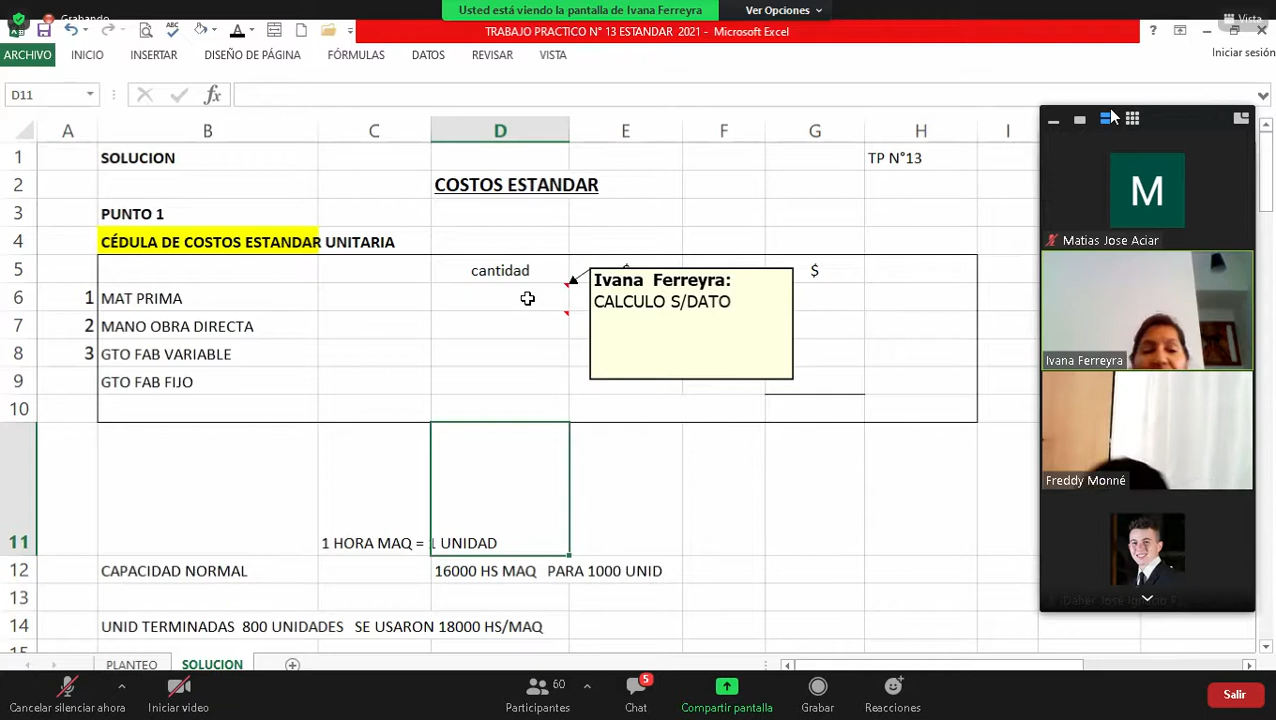 Grabando
Usted está viendo la pantalla de Ivana Ferreyra
Ver Opciones
Vista
TRABAJO PRACTICO N° 13 ESTANDAR 2021 - Microsoft Excel
ARCHIVO INICIO INSERTAR DISEÑO DE PÁGINA FÓRMULAS DATOS REVISAR VISTA
Iniciar sesión
D11
A B C D E F G H I
1 SOLUCION TP N°13
2 COSTOS ESTANDAR
3 PUNTO 1
4 CÉDULA DE COSTOS ESTANDAR UNITARIA
5 cantidad $
6 1 MAT PRIMA
7 2 MANO OBRA DIRECTA
8 3 GTO FAB VARIABLE
9 GTO FAB FIJO
10
11 1 HORA MAQ = 1 UNIDAD
12 CAPACIDAD NORMAL 16000 HS MAQ PARA 1000 UNID
13
14 UNID TERMINADAS 800 UNIDADES SE USARON 18000 HS/MAQ
Ivana Ferreyra:
CALCULO S/DATO
M
Matias Jose Aciar
Ivana Ferreyra
Freddy Monné
Daher Jose Ignacio
PLANTEO SOLUCION
Cancelar silenciar ahora
Iniciar video
60
Participantes
5
Chat
Compartir pantalla
Grabar
Reacciones
Salir